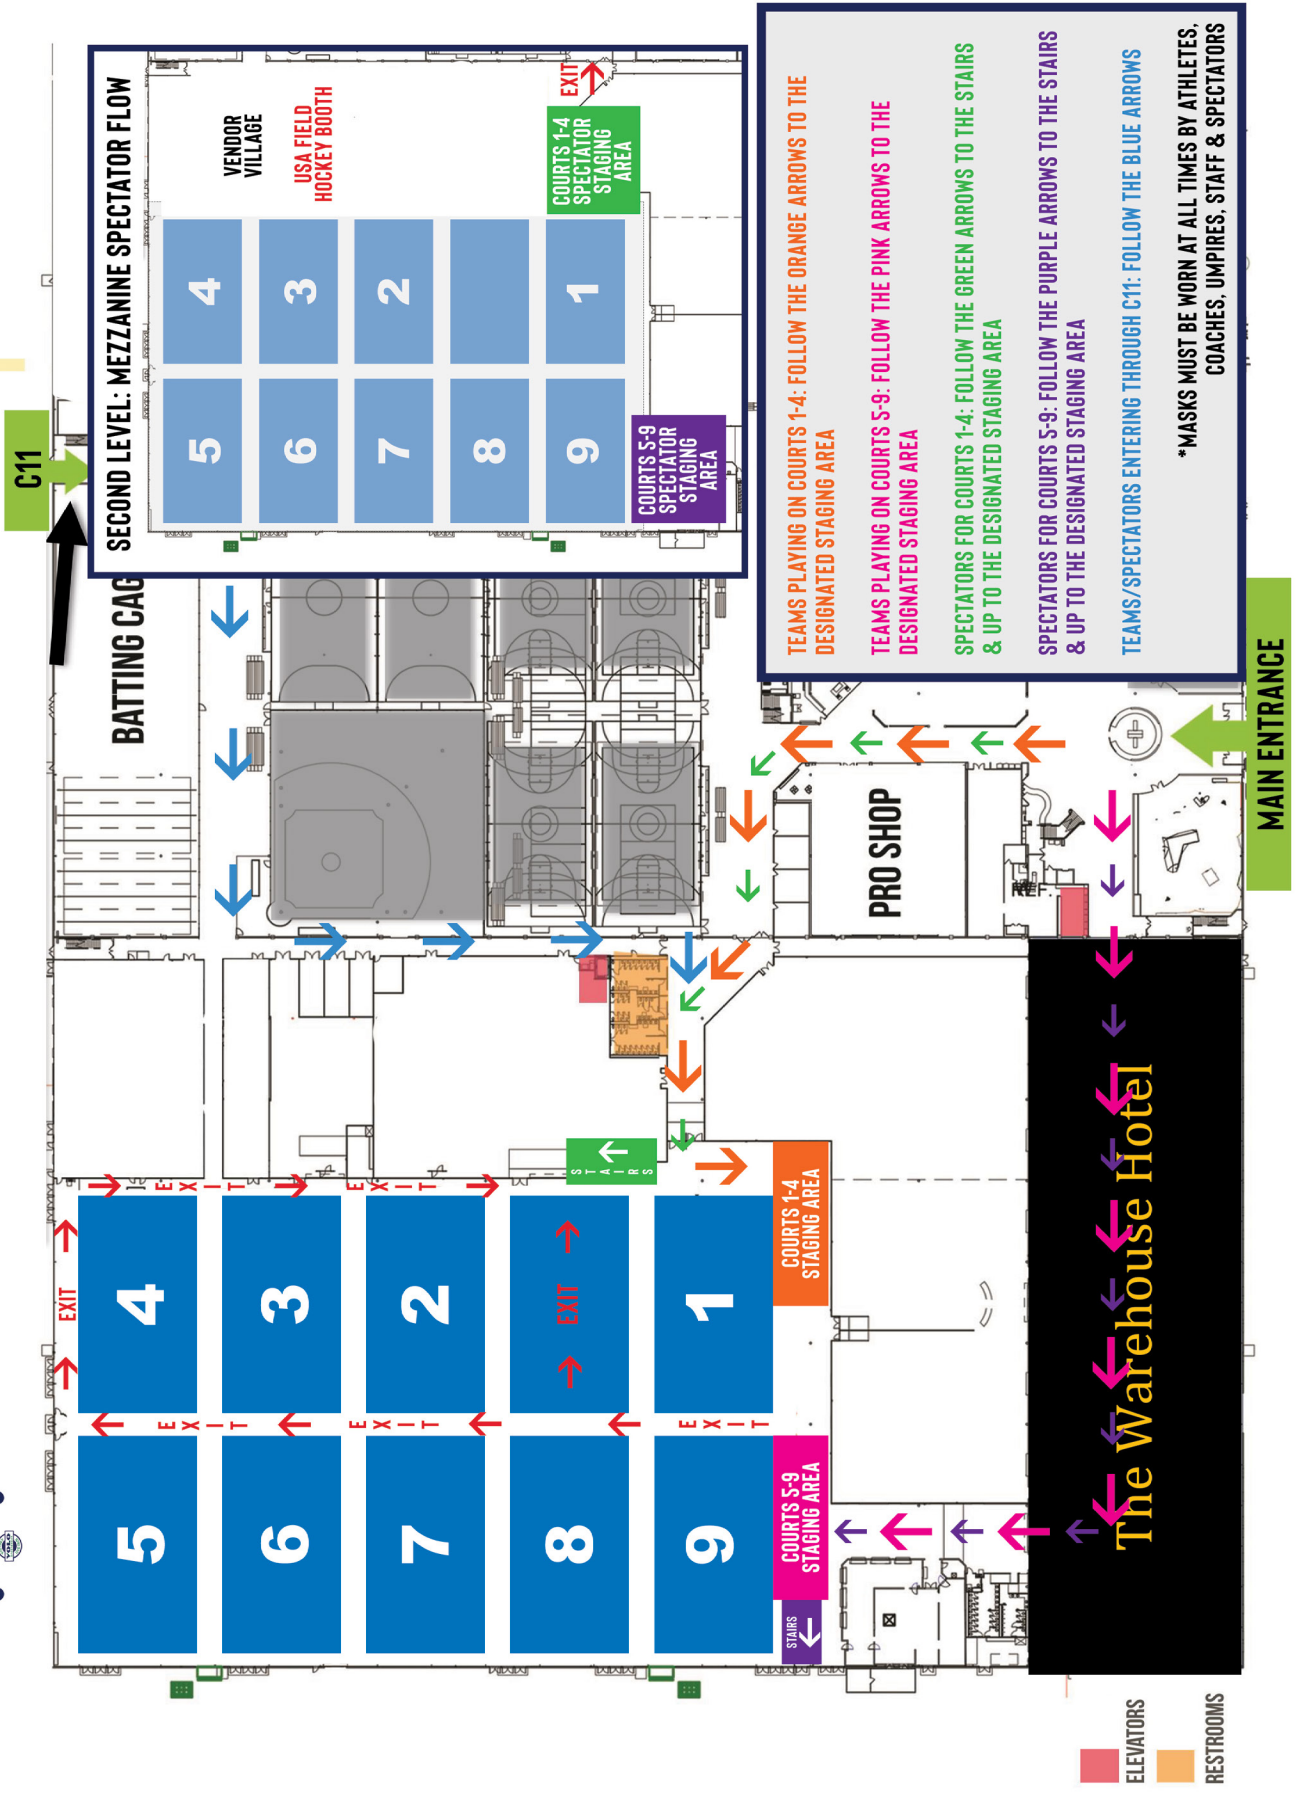 C11
SECOND LEVEL: MEZZANINE SPECTATOR FLOW
VENDOR
VILLAGE
USA FIELD
HOCKEY BOOTH
EXIT
COURTS 1-4
SPECTATOR
STAGING
AREA
4
3
2
1
5
6
7
8
9
COURTS 5-9
SPECTATOR
STAGING
AREA
TEAMS PLAYING ON COURTS 1-4: FOLLOW THE ORANGE ARROWS TO THE
DESIGNATED STAGING AREA
TEAMS PLAYING ON COURTS 5-9: FOLLOW THE PINK ARROWS TO THE
DESIGNATED STAGING AREA
SPECTATORS FOR COURTS 1-4: FOLLOW THE GREEN ARROWS TO THE STAIRS
& UP TO THE DESIGNATED STAGING AREA
SPECTATORS FOR COURTS 5-9: FOLLOW THE PURPLE ARROWS TO THE STAIRS
& UP TO THE DESIGNATED STAGING AREA
TEAMS/SPECTATORS ENTERING THROUGH C11: FOLLOW THE BLUE ARROWS
*MASKS MUST BE WORN AT ALL TIMES BY ATHLETES,
COACHES, UMPIRES, STAFF & SPECTATORS
BATTING CAG
PRO SHOP
REF.
MAIN ENTRANCE
STAIRS
EXIT
EXIT
EXIT
4
3
2
EXIT
1
COURTS 1-4
STAGING AREA
EXIT
EXIT
EXIT
5
6
7
8
9
COURTS 5-9
STAGING AREA
STAIRS
The Warehouse Hotel
YOLO
ELEVATORS
RESTROOMS